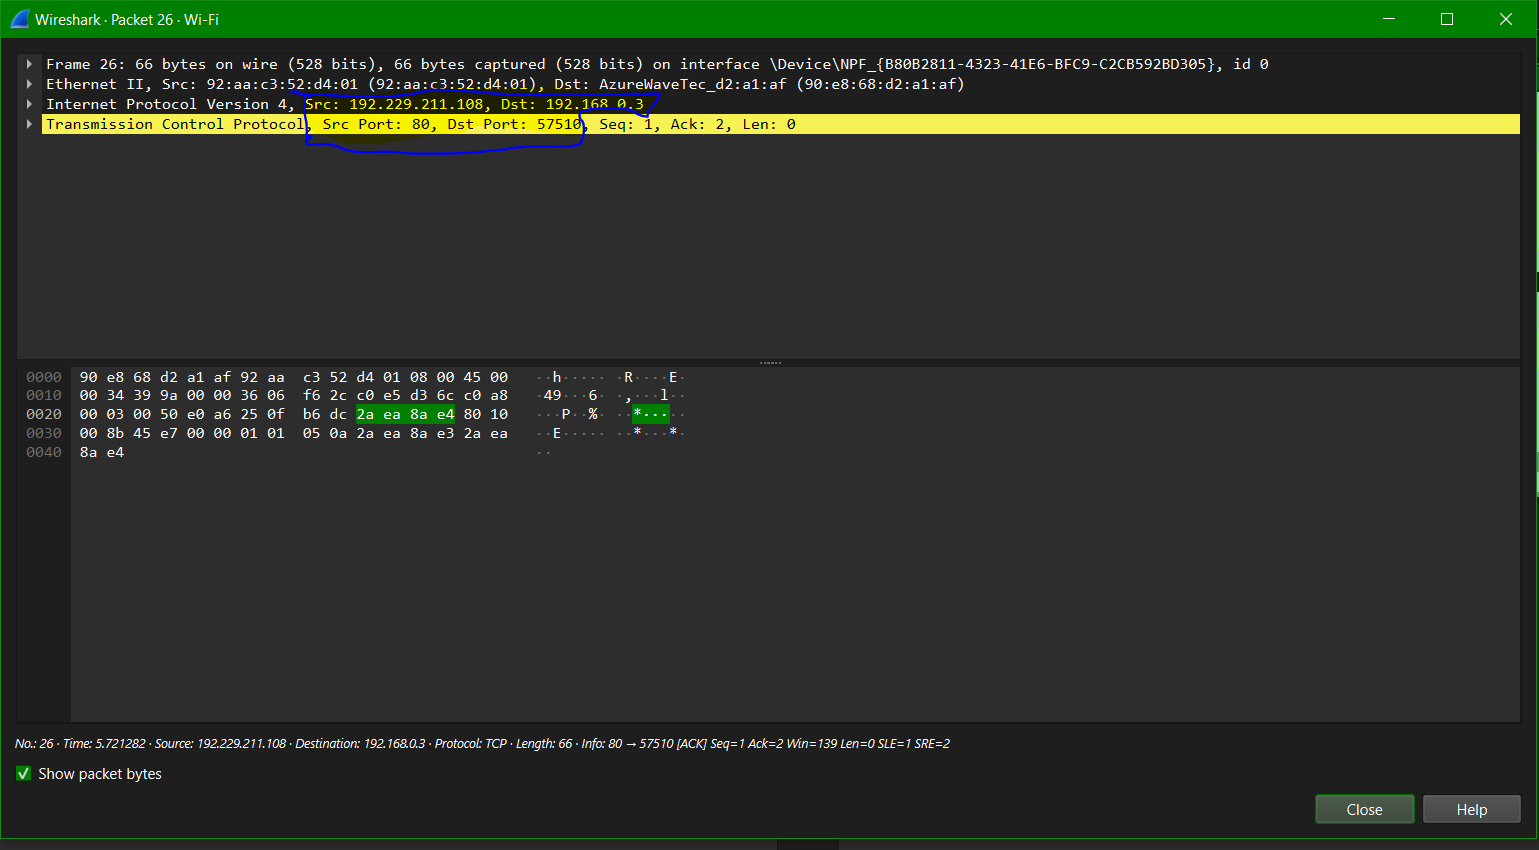 Wireshark · Packet 26 · Wi-Fi
Frame 26: 66 bytes on wire (528 bits), 66 bytes captured (528 bits) on interface \Device\NPF_{B80B2811-4323-41E6-BFC9-C2CB592BD305}, id 0
Ethernet II, Src: 92:aa:c3:52:d4:01 (92:aa:c3:52:d4:01), Dst: AzureWaveTec_d2:a1:af (90:e8:68:d2:a1:af)
Internet Protocol Version 4, Src: 192.229.211.108, Dst: 192.168.0.3
Transmission Control Protocol, Src Port: 80, Dst Port: 57510, Seq: 1, Ack: 2, Len: 0
0000 90 e8 68 d2 a1 af 92 aa c3 52 d4 01 08 00 45 00 ··h····· ·R····E·
0010 00 34 39 9a 00 00 36 06 f6 2c c0 e5 d3 6c c0 a8 ·49···6· ·,···l··
0020 00 03 00 50 e0 a6 25 0f b6 dc 2a ea 8a e4 80 10 ···P··%· ··*·····
0030 00 8b 45 e7 00 00 01 01 05 0a 2a ea 8a e3 2a ea ··E····· ··*···*·
0040 8a e4 ··
No.: 26 · Time: 5.721282 · Source: 192.229.211.108 · Destination: 192.168.0.3 · Protocol: TCP · Length: 66 · Info: 80 → 57510 [ACK] Seq=1 Ack=2 Win=139 Len=0 SLE=1 SRE=2
Show packet bytes
Close Help